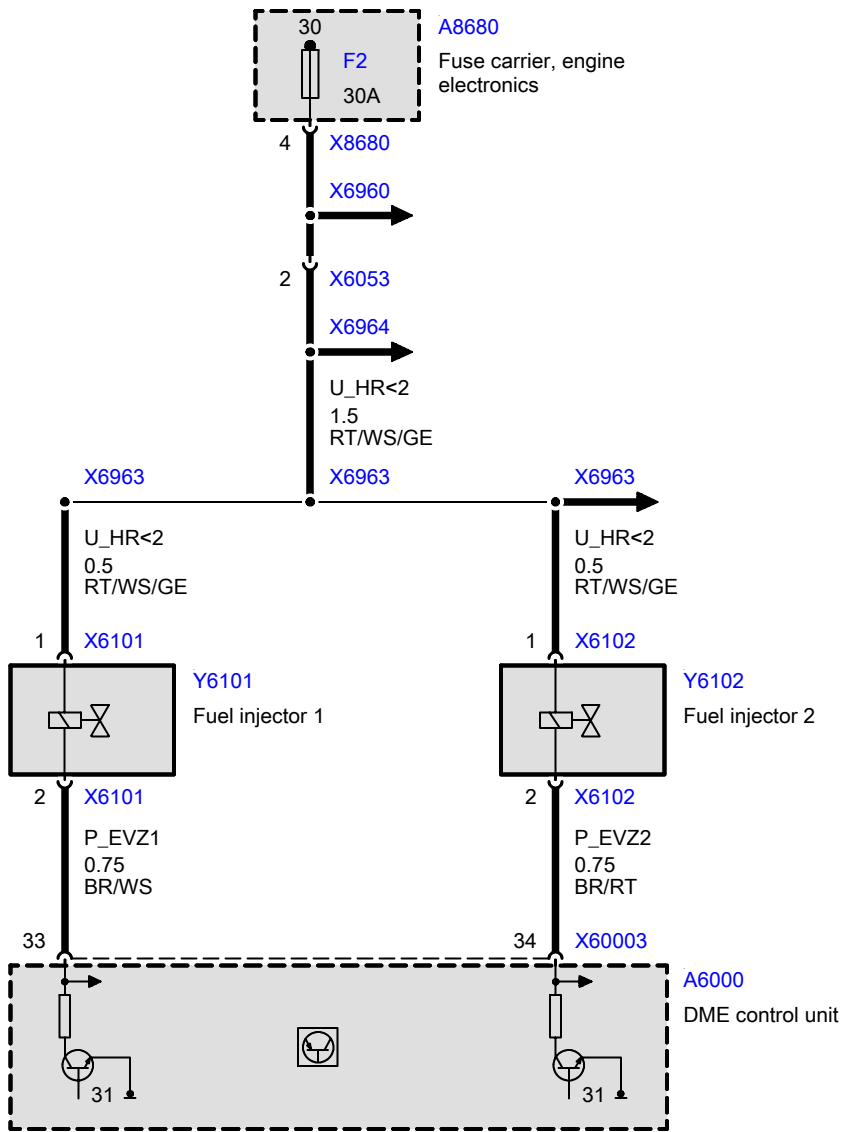 30
A8680
F2
Fuse carrier, engine
electronics
30A
4
X8680
X6960
2
X6053
X6964
U_HR<2
1.5
RT/WS/GE
X6963
X6963
X6963
U_HR<2
0.5
RT/WS/GE
U_HR<2
0.5
RT/WS/GE
1
X6101
1
X6102
Y6101
Fuel injector 1
Y6102
Fuel injector 2
2
X6101
2
X6102
P_EVZ1
0.75
BR/WS
P_EVZ2
0.75
BR/RT
33
34
X60003
A6000
DME control unit
31
31